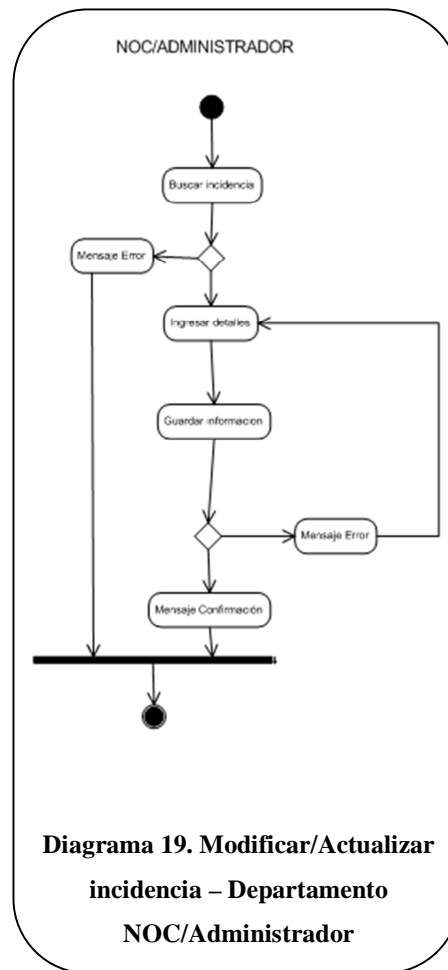 NOC/ADMINISTRADOR
Buscar incidencia
Mensaje Error
Ingresar detalles
Guardar informacion
Mensaje Error
Mensaje Confirmación
Diagrama 19. Modificar/Actualizar
incidencia – Departamento
NOC/Administrador